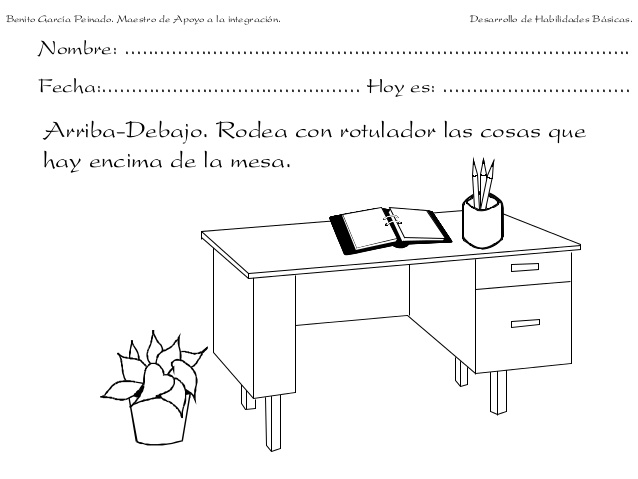 Benito García Peinado. Maestro de Apoyo a la integración. Desarrollo de Habilidades Básicas.
Nombre: ........................................................................................
Fecha:............................................. Hoy es: .................................
Arriba-Debajo. Rodea con rotulador las cosas que
hay encima de la mesa.